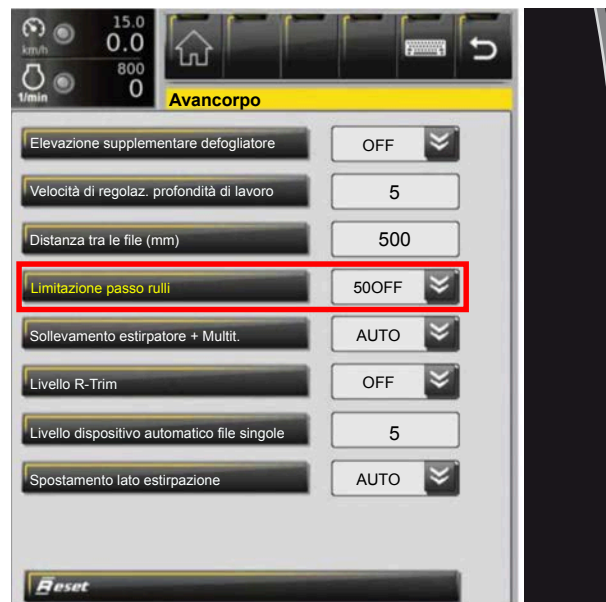 15.0
km/h 0.0
800
1/min 0
Avancorpo
Elevazione supplementare defogliatore OFF
Velocità di regolaz. profondità di lavoro 5
Distanza tra le file (mm) 500
Limitazione passo rulli 50OFF
Sollevamento estirpatore + Multit. AUTO
Livello R-Trim OFF
Livello dispositivo automatico file singole 5
Spostamento lato estirpazione AUTO
Reset